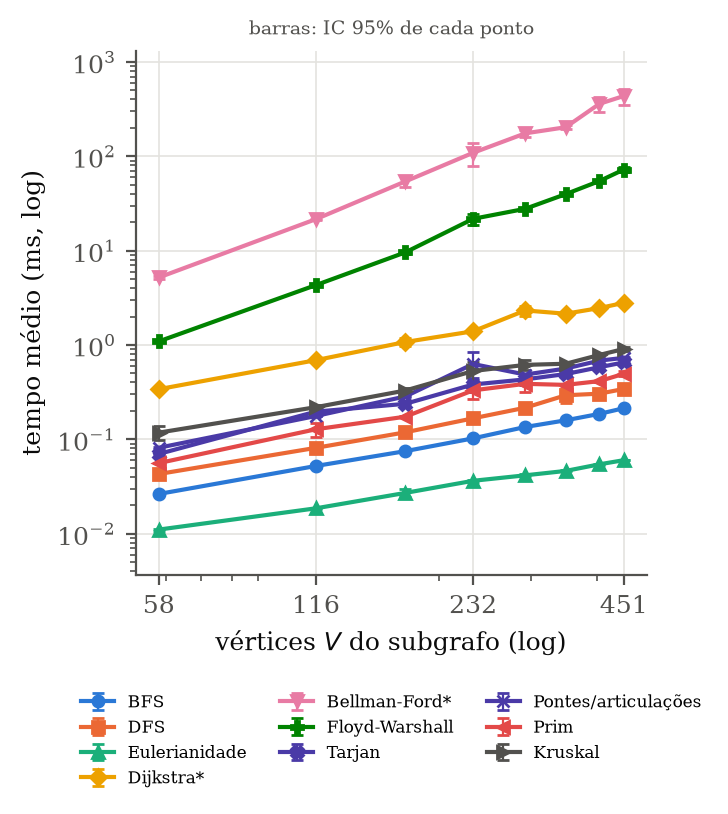 barras: IC 95% de cada ponto
tempo médio (ms, log)
10³
10²
10¹
10⁰
10⁻¹
10⁻²
58 116 232 451
vértices V do subgrafo (log)
BFS Bellman-Ford* Pontes/articulações
DFS Floyd-Warshall Prim
Eulerianidade Tarjan Kruskal
Dijkstra*